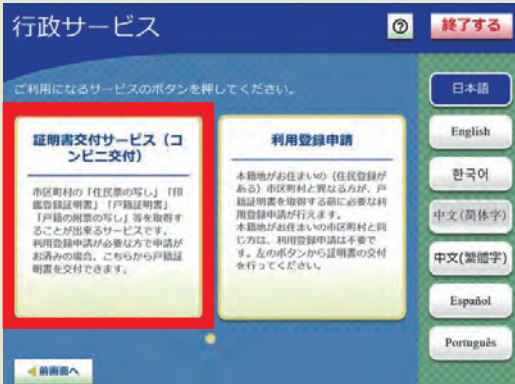 行政サービス
?
終了する
ご利用になるサービスのボタンを押してください。
証明書交付サービス（コ
ンビニ交付）
市区町村の「住民票の写し」「印
鑑登録証明書」「戸籍証明書」
「戸籍の附票の写し」等を取得す
ることが出来るサービスです。
利用登録申請が必要な方で申請が
お済みの場合、こちらから戸籍証
明書を交付できます。
利用登録申請
本籍地がお住まいの（住民登録が
ある）市区町村と異なる方が、戸
籍証明書を取得する前に必要な利
用登録申請が行えます。
本籍地がお住まいの市区町村と同
じ方は、利用登録申請は不要で
す。左のボタンから証明書の交付
を行ってください。
日本語
English
한국어
中文(简体字)
中文(繁體字)
Español
Português
前画面へ